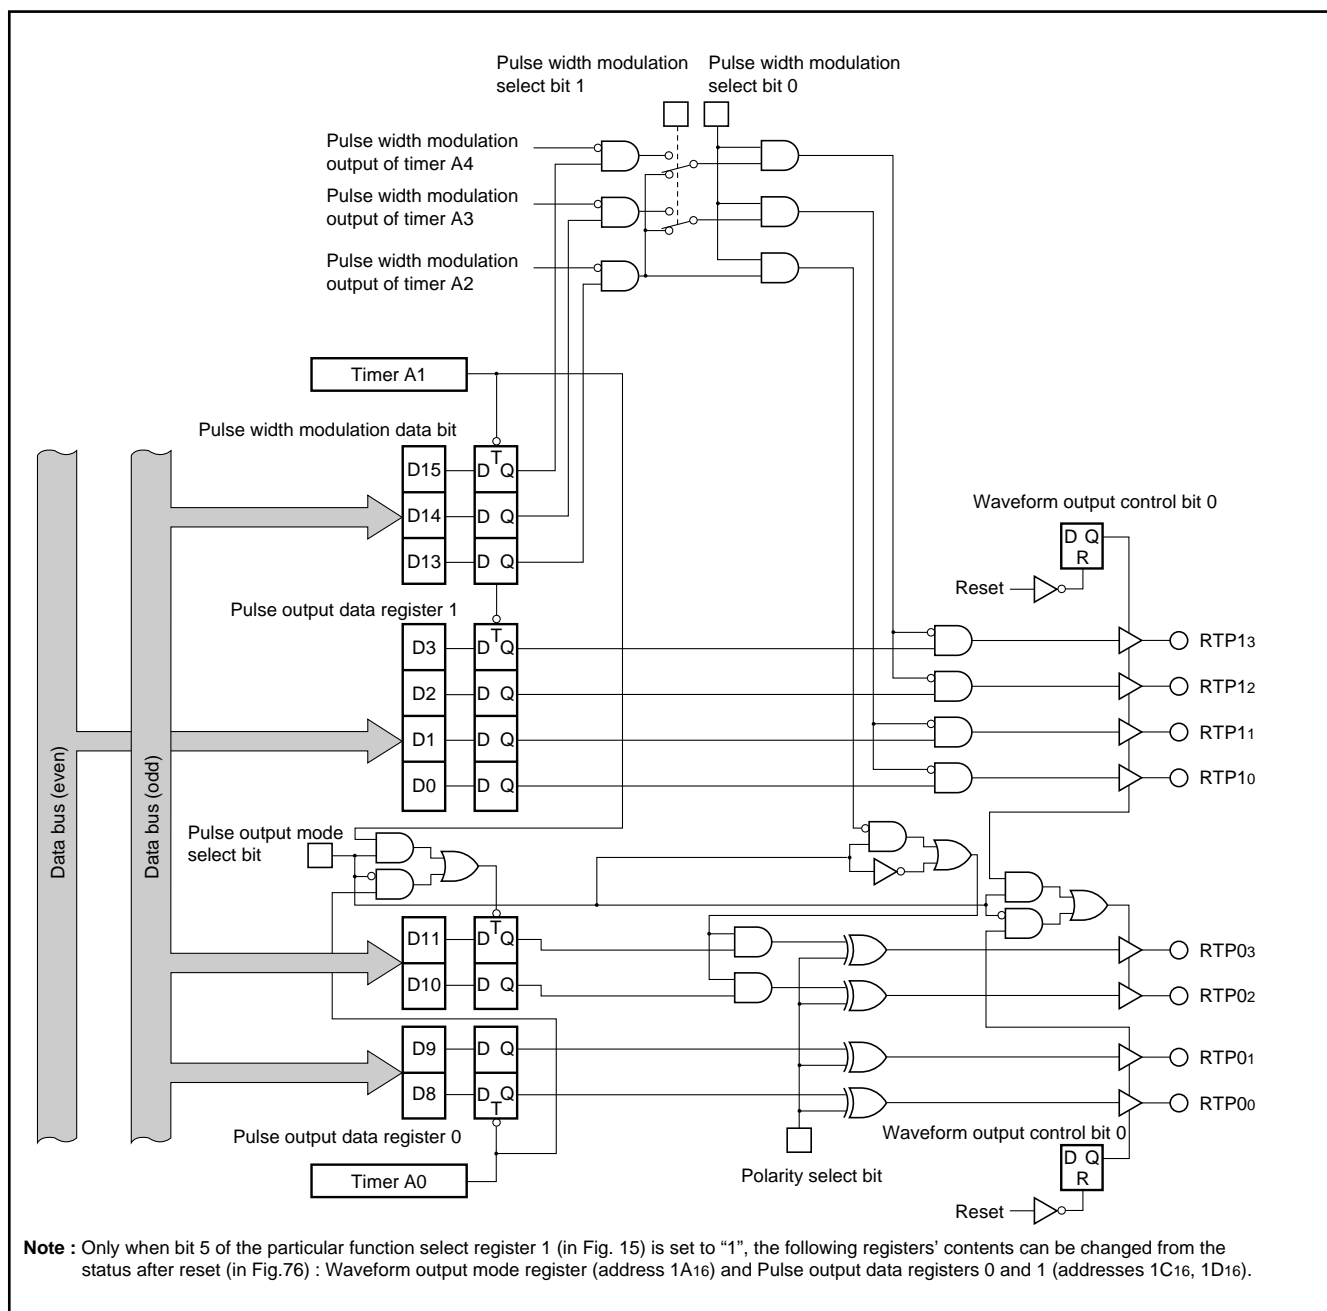 Pulse width modulation
select bit 1
Pulse width modulation
select bit 0
Pulse width modulation
output of timer A4
Pulse width modulation
output of timer A3
Pulse width modulation
output of timer A2
Timer A1
Pulse width modulation data bit
D15
D T Q
D14
D Q
D13
D Q
Data bus (even)
Data bus (odd)
Waveform output control bit 0
D Q
R
Reset
Pulse output data register 1
D3
D T Q
RTP13
D2
D Q
RTP12
D1
D Q
RTP11
D0
D Q
RTP10
Pulse output mode
select bit
D11
D T Q
RTP03
D10
D Q
RTP02
D9
D Q
RTP01
D8
D Q
T
RTP00
Pulse output data register 0
Waveform output control bit 0
D Q
R
Polarity select bit
Timer A0
Reset
Note : Only when bit 5 of the particular function select register 1 (in Fig. 15) is set to “1”, the following registers’ contents can be changed from the
status after reset (in Fig.76) : Waveform output mode register (address 1A16) and Pulse output data registers 0 and 1 (addresses 1C16, 1D16).